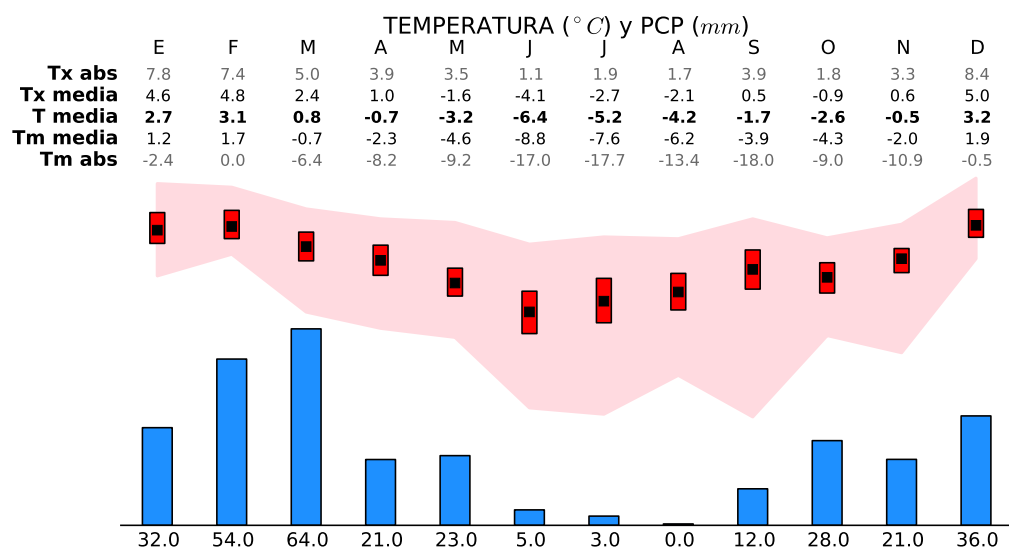 TEMPERATURA (°C) y PCP (mm)
E F M A M J J A S O N D
Tx abs 7.8 7.4 5.0 3.9 3.5 1.1 1.9 1.7 3.9 1.8 3.3 8.4
Tx media 4.6 4.8 2.4 1.0 -1.6 -4.1 -2.7 -2.1 0.5 -0.9 0.6 5.0
T media 2.7 3.1 0.8 -0.7 -3.2 -6.4 -5.2 -4.2 -1.7 -2.6 -0.5 3.2
Tm media 1.2 1.7 -0.7 -2.3 -4.6 -8.8 -7.6 -6.2 -3.9 -4.3 -2.0 1.9
Tm abs -2.4 0.0 -6.4 -8.2 -9.2 -17.0 -17.7 -13.4 -18.0 -9.0 -10.9 -0.5
32.0 54.0 64.0 21.0 23.0 5.0 3.0 0.0 12.0 28.0 21.0 36.0